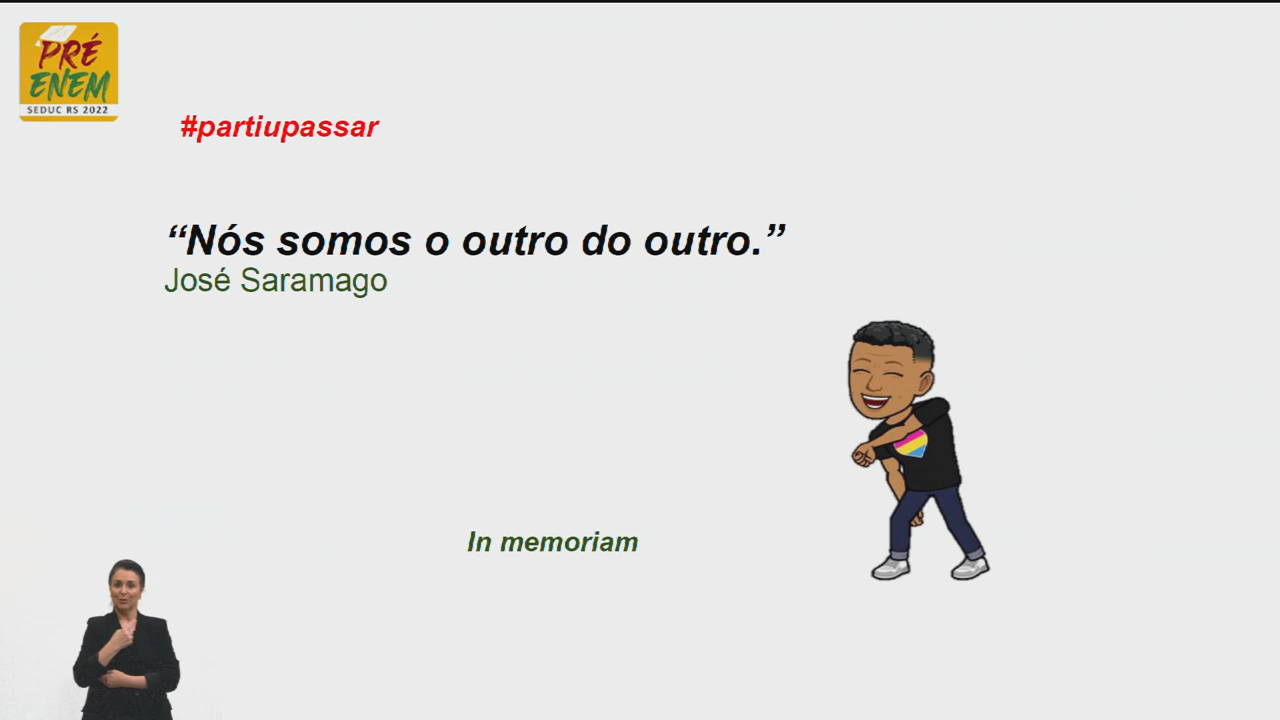 PRÉ
ENEM
SEDUC RS 2022
#partiupassar
“Nós somos o outro do outro.”
José Saramago
In memoriam